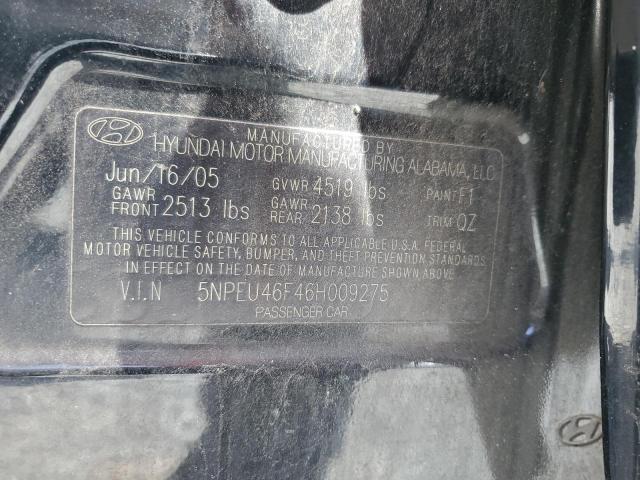 MANUFACTURED BY
HYUNDAI MOTOR MANUFACTURING ALABAMA, LLC
Jun/16/05 GVWR 4519 lbs PAINT F1
GAWR FRONT 2513 lbs GAWR REAR 2138 lbs TRIM QZ
THIS VEHICLE CONFORMS TO ALL APPLICABLE U.S.A. FEDERAL
MOTOR VEHICLE SAFETY, BUMPER, AND THEFT PREVENTION STANDARDS
IN EFFECT ON THE DATE OF MANUFACTURE SHOWN ABOVE
V.I.N 5NPEU46F46H009275
PASSENGER CAR